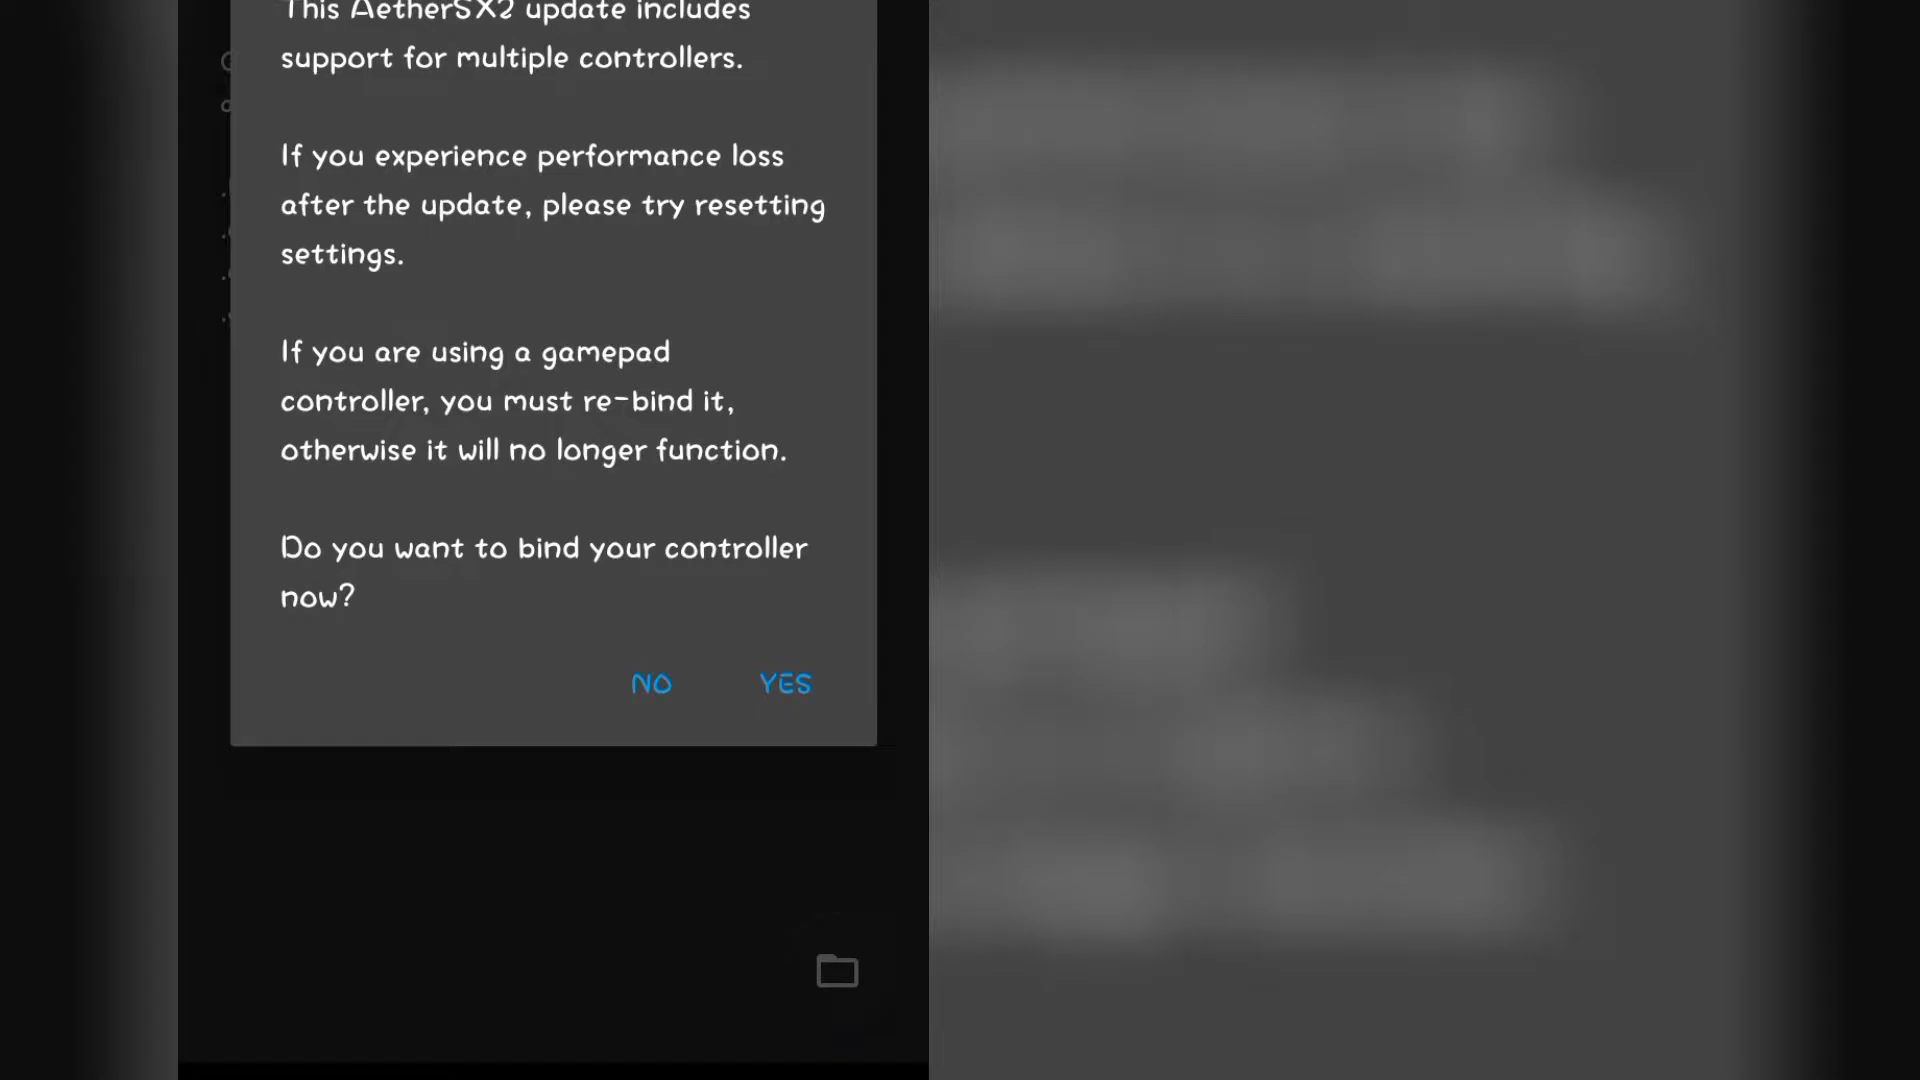 This AetherSX2 update includes
support for multiple controllers.
If you experience performance loss
after the update, please try resetting
settings.
If you are using a gamepad
controller, you must re-bind it,
otherwise it will no longer function.
Do you want to bind your controller
now?
NO YES